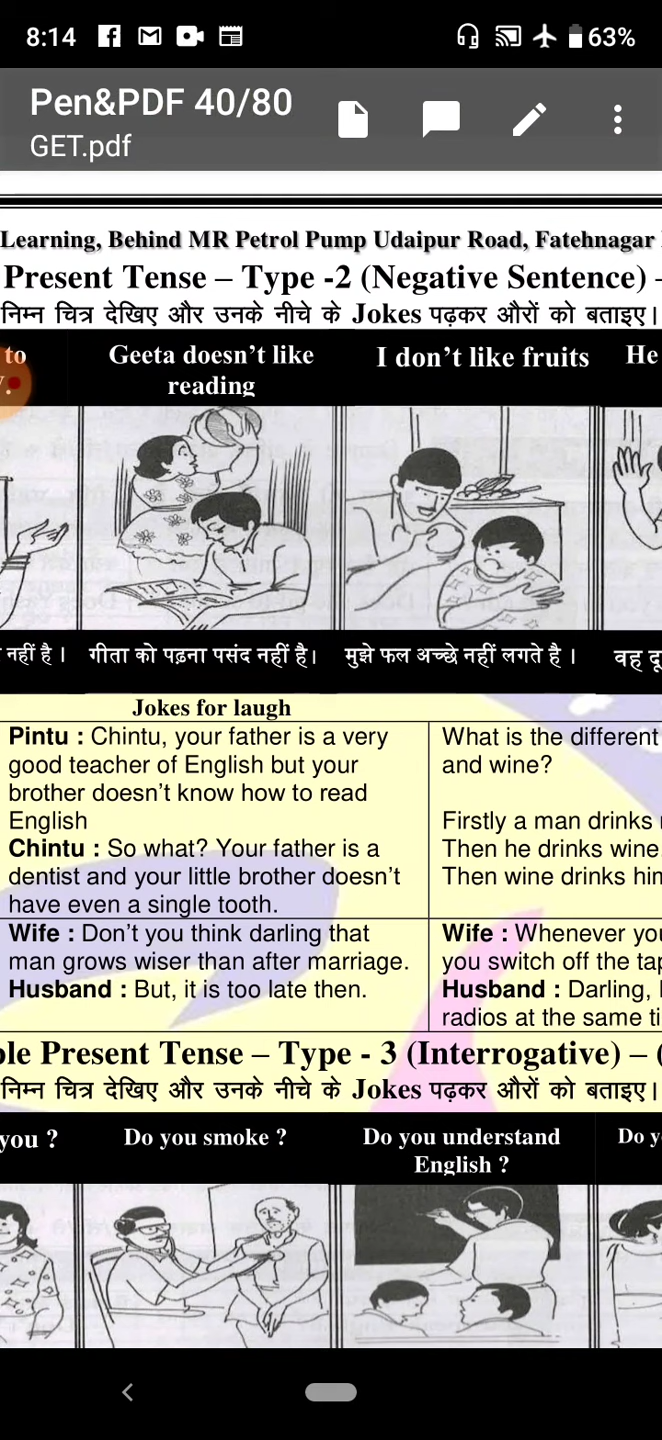 8:14
63%
Pen&PDF 40/80
GET.pdf
Learning, Behind MR Petrol Pump Udaipur Road, Fatehnagar
Present Tense – Type -2 (Negative Sentence) –
निम्न चित्र देखिए और उनके नीचे के Jokes पढ़कर औरों को बताइए।
to
Geeta doesn’t like
reading
I don’t like fruits
He
नहीं है ।
गीता को पढ़ना पसंद नहीं है।
मुझे फल अच्छे नहीं लगते है ।
वह दू
Jokes for laugh
Pintu : Chintu, your father is a very
good teacher of English but your
brother doesn’t know how to read
English
Chintu : So what? Your father is a
dentist and your little brother doesn’t
have even a single tooth.
What is the different
and wine?
Firstly a man drinks
Then he drinks wine
Then wine drinks him
Wife : Don’t you think darling that
man grows wiser than after marriage.
Husband : But, it is too late then.
Wife : Whenever you
you switch off the tap
Husband : Darling,
radios at the same ti
ole Present Tense – Type - 3 (Interrogative) – (
निम्न चित्र देखिए और उनके नीचे के Jokes पढ़कर औरों को बताइए।
you ?
Do you smoke ?
Do you understand
English ?
Do y